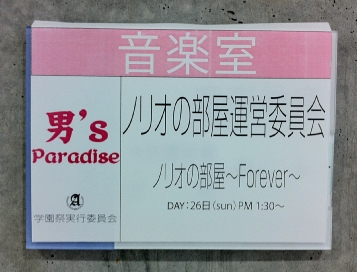 音楽室
男's
Paradise
A
学園祭実行委員会
ノリオの部屋運営委員会
ノリオの部屋～Forever～
DAY：26日（sun）PM 1:30～